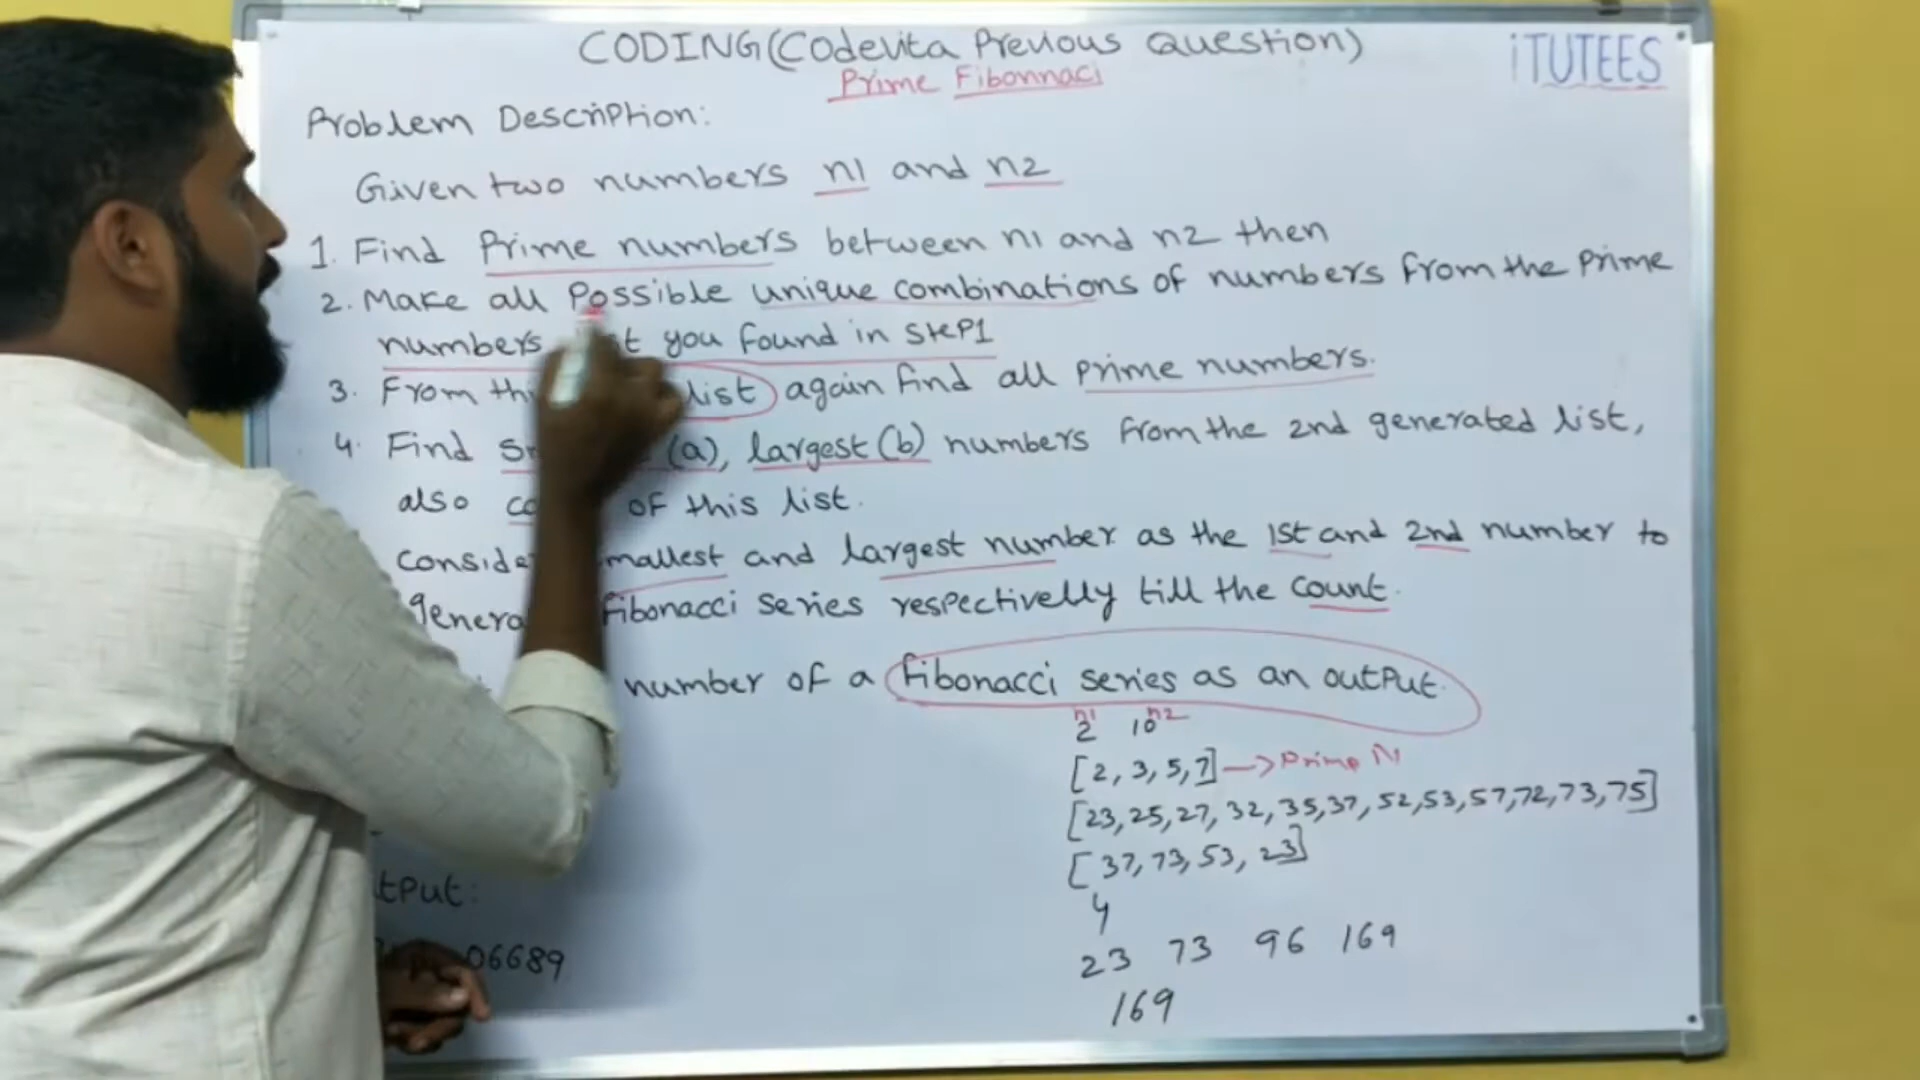 CODING(Codevita Previous Question)
iTUTEES
Prime Fibonnaci
Problem Description:
Given two numbers n1 and n2
1. Find Prime numbers between n1 and n2 then
2. Make all Possible unique combinations of numbers from the prime
numbers you found in step1
3. From list again find all prime numbers.
4. Find (a), largest (b) numbers from the 2nd generated list,
also of this list.
smallest and largest number as the 1st and 2nd number to
fibonacci series respectivelly till the count.
number of a fibonacci series as an output.
n1 n2
2 10
[2, 3, 5, 7] -> Prime N
[23, 25, 27, 32, 35, 37, 52, 53, 57, 72, 73, 75]
[37, 73, 53, 23]
4
23 73 96 169
169
tput:
06689